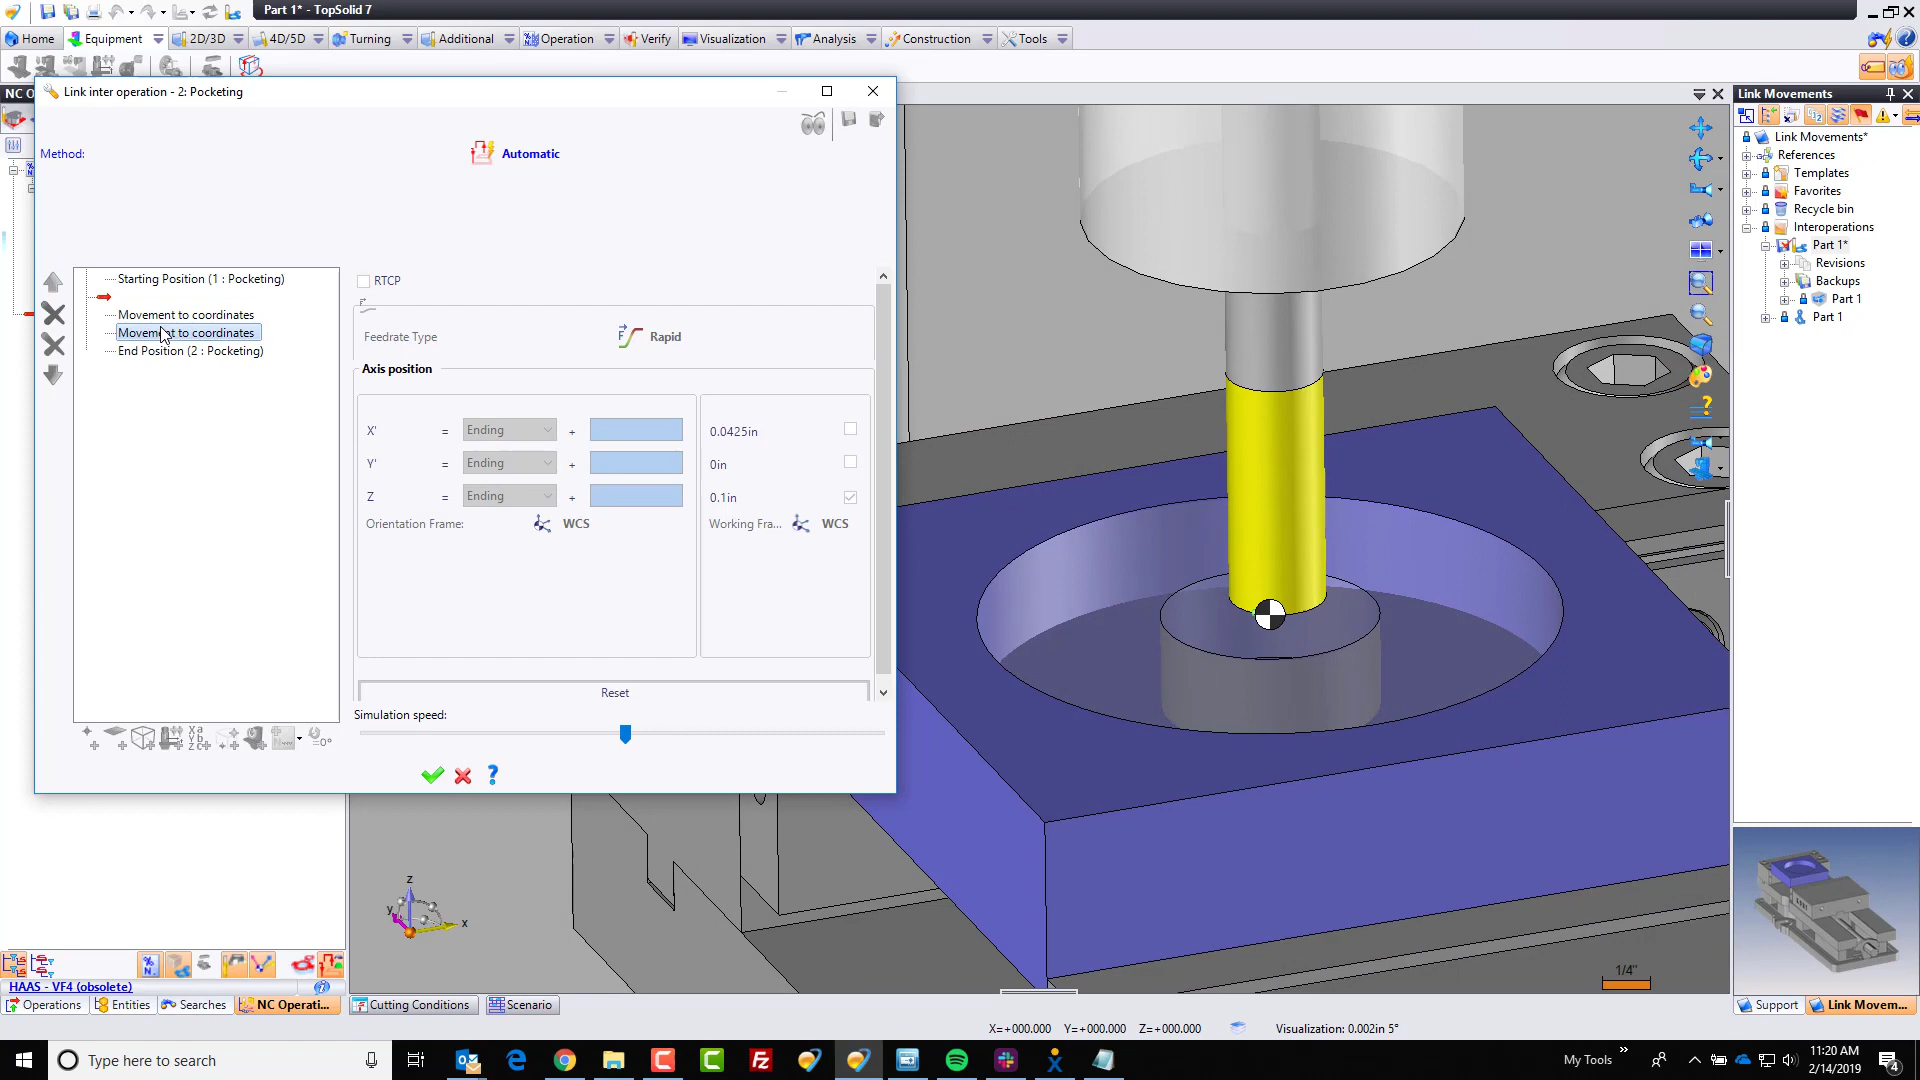 Part 1* - TopSolid 7
Home
Equipment
2D/3D
4D/5D
Turning
Additional
Operation
Verify
Visualization
Analysis
Construction
Tools
NC O
Link inter operation - 2: Pocketing
Method:
Automatic
Starting Position (1 : Pocketing)
Movement to coordinates
Movement to coordinates
End Position (2 : Pocketing)
RTCP
Feedrate Type
Rapid
Axis position
X' = Ending + 0.0425in
Y' = Ending + 0in
Z = Ending + 0.1in
Orientation Frame: WCS
Working Fra... WCS
Reset
Simulation speed:
Link Movements
Link Movements*
References
Templates
Favorites
Recycle bin
Interoperations
Part 1*
Revisions
Backups
Part 1
Part 1
z
y
x
1/4"
HAAS - VF4 (obsolete)
Operations
Entities
Searches
NC Operati...
Cutting Conditions
Scenario
Support
Link Movem...
X=+000.000 Y=+000.000 Z=+000.000
Visualization: 0.002in 5°
Type here to search
My Tools
11:20 AM
2/14/2019
4